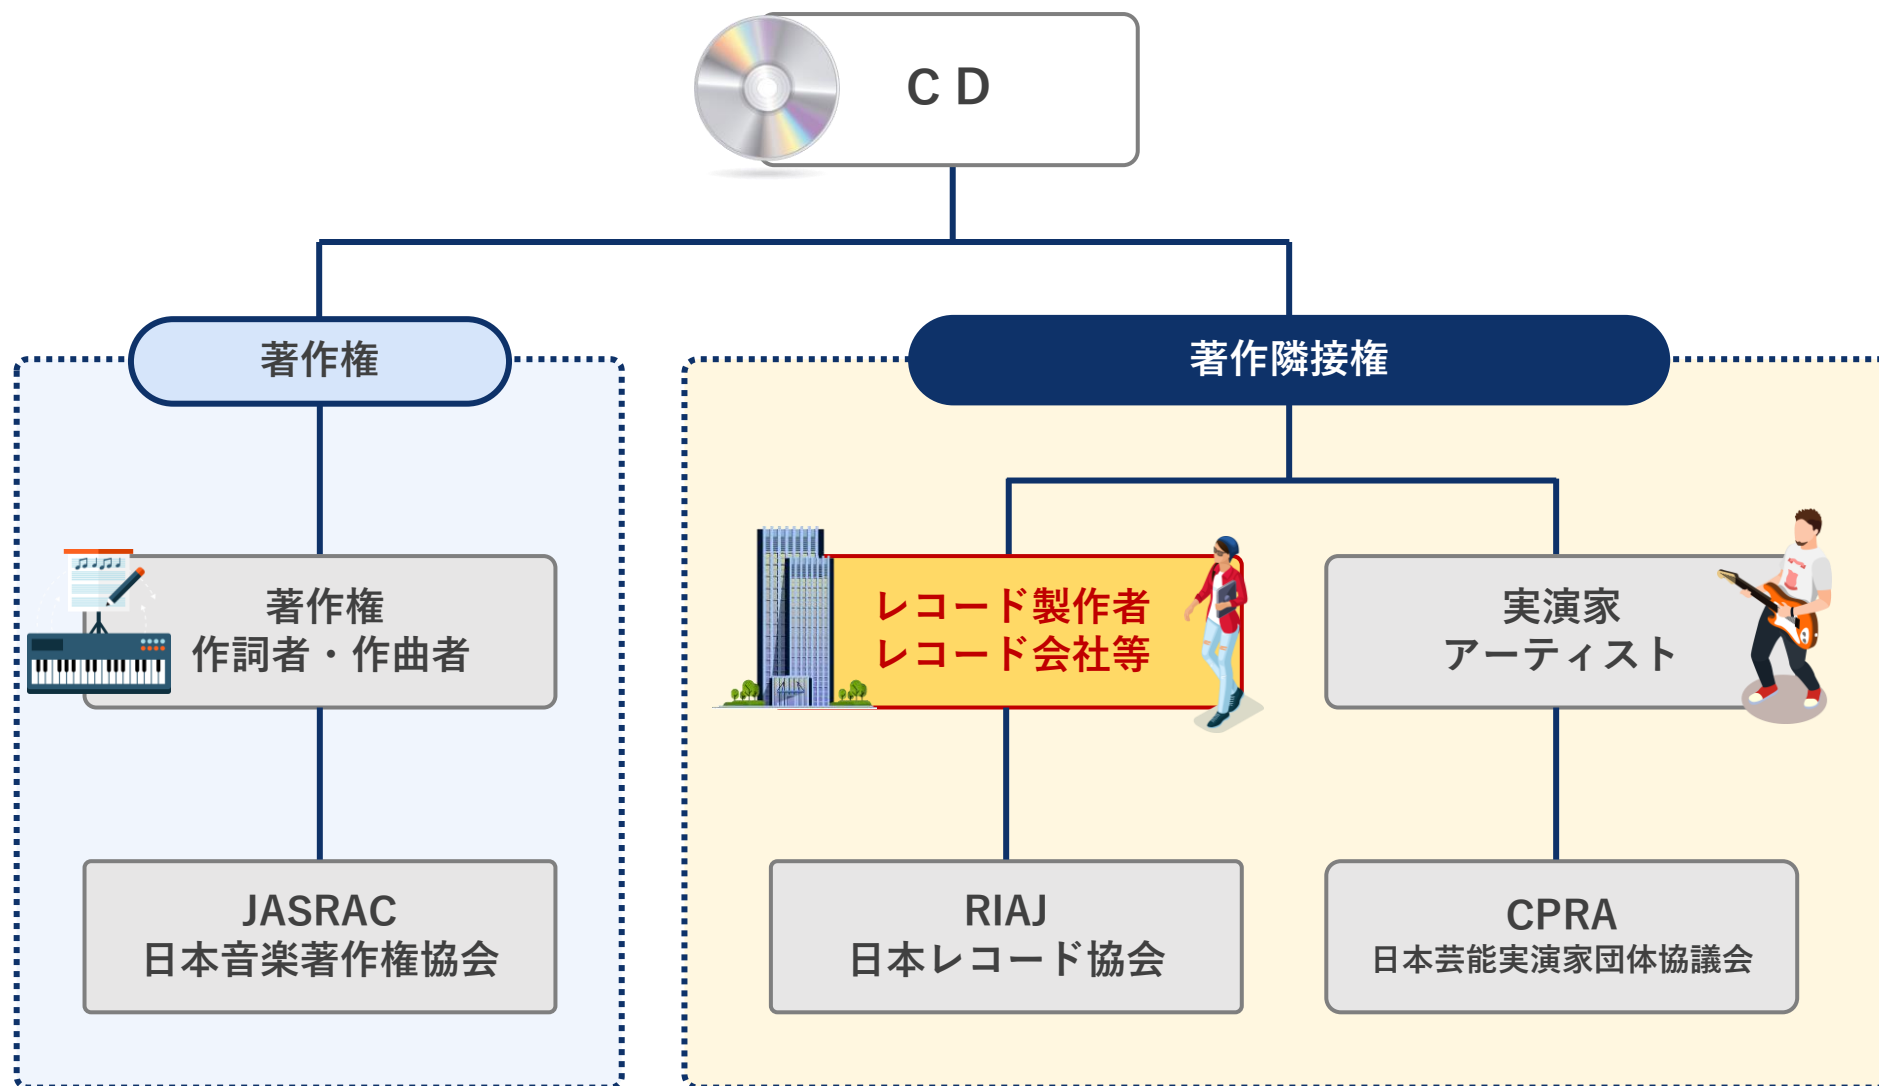 CD
著作権
著作隣接権
著作権
作詞者・作曲者
レコード製作者
レコード会社等
実演家
アーティスト
JASRAC
日本音楽著作権協会
RIAJ
日本レコード協会
CPRA
日本芸能実演家団体協議会